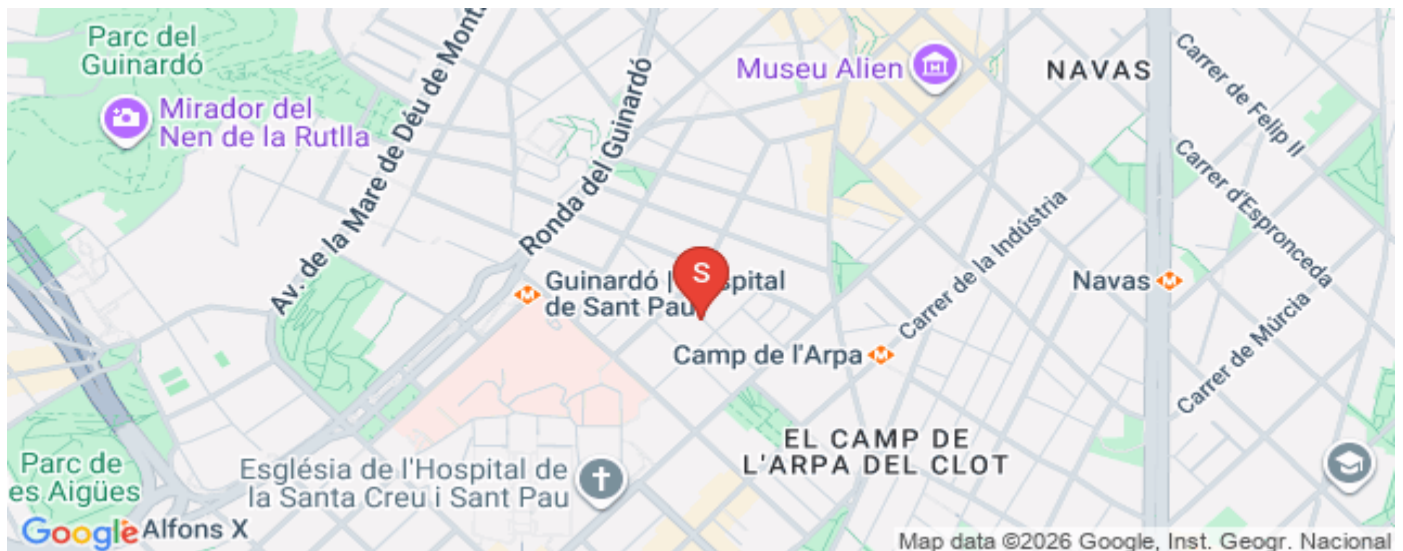 Parc del
Guinardó
Mirador del
Nen de la Rutlla
Av. de la Mare de Déu de Mont
Ronda del Guinardó
Museu Alien
NAVAS
Carrer de Felip II
Carrer d'Espronceda
Carrer de la Indústria
S
Guinardó |
de Sant Pau
Navas
Camp de l'Arpa
Carrer de Múrcia
EL CAMP DE
L'ARPA DEL CLOT
Parc de
es Aigües
Església de l'Hospital de
la Santa Creu i Sant Pau
Google
Alfons X
Map data ©2026 Google, Inst. Geogr. Nacional